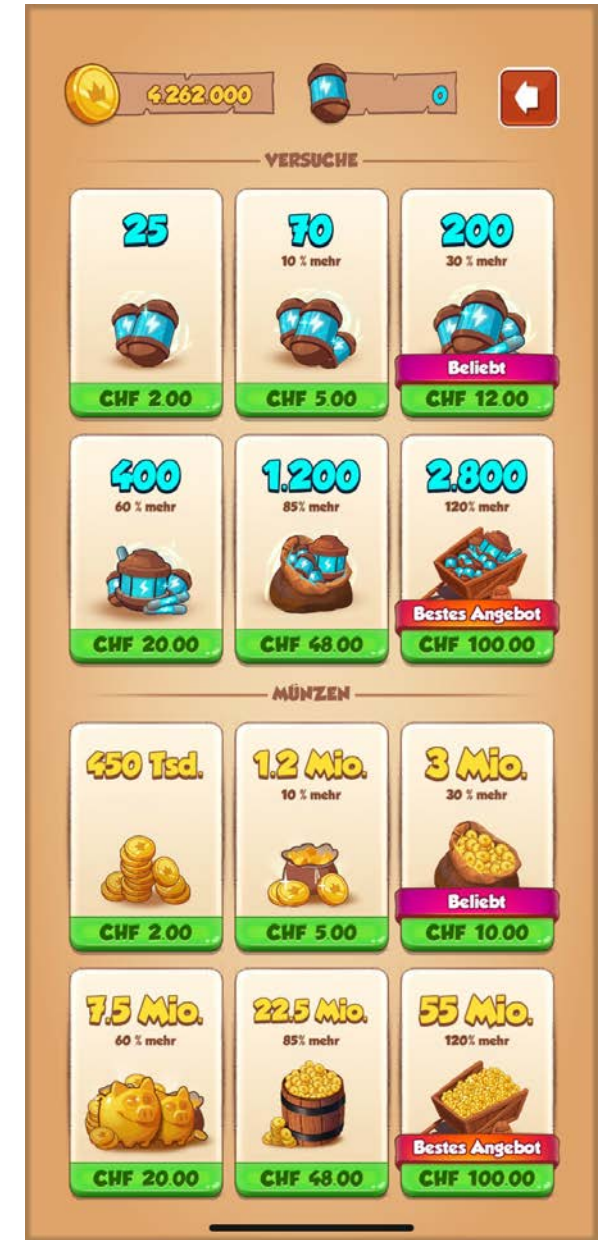 4.262.000 0
VERSUCHE
25 70 200
10 % mehr 30 % mehr
Beliebt
CHF 2.00 CHF 5.00 CHF 12.00
400 1.200 2.800
60 % mehr 85% mehr 120% mehr
Bestes Angebot
CHF 20.00 CHF 48.00 CHF 100.00
MÜNZEN
450 Tsd. 1.2 Mio. 3 Mio.
10 % mehr 30 % mehr
Beliebt
CHF 2.00 CHF 5.00 CHF 10.00
7.5 Mio. 22.5 Mio. 55 Mio.
60 % mehr 85% mehr 120% mehr
Bestes Angebot
CHF 20.00 CHF 48.00 CHF 100.00